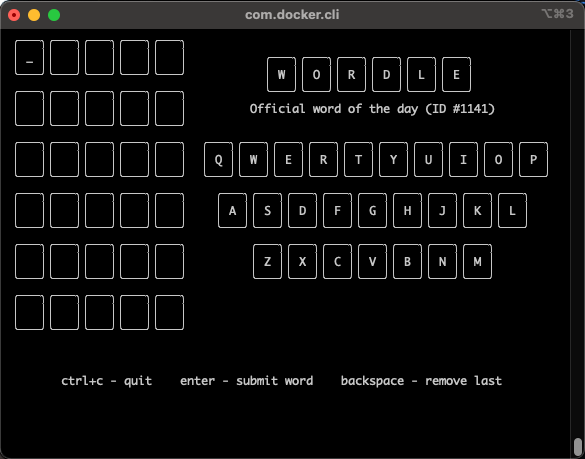 com.docker.cli
⌥⌘3
_
W O R D L E
Official word of the day (ID #1141)
Q W E R T Y U I O P
A S D F G H J K L
Z X C V B N M
ctrl+c - quit    enter - submit word    backspace - remove last